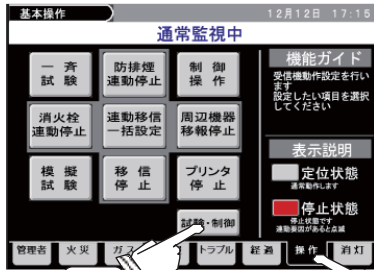 基本操作
12月12日 17:15
通常監視中
一斉
試験
防排煙
連動停止
制御
操作
消火栓
連動停止
連動移信
一括設定
周辺機器
移報停止
模擬
試験
移信
停止
プリンタ
停止
試験・制御
機能ガイド
受信機動作設定を行い
ます
設定したい項目を選択
してください
表示説明
定位状態
通常動作します
停止状態
停止状態です
連動要因があると点滅
管理者 火災 ガス トラブル 経過 操作 消灯